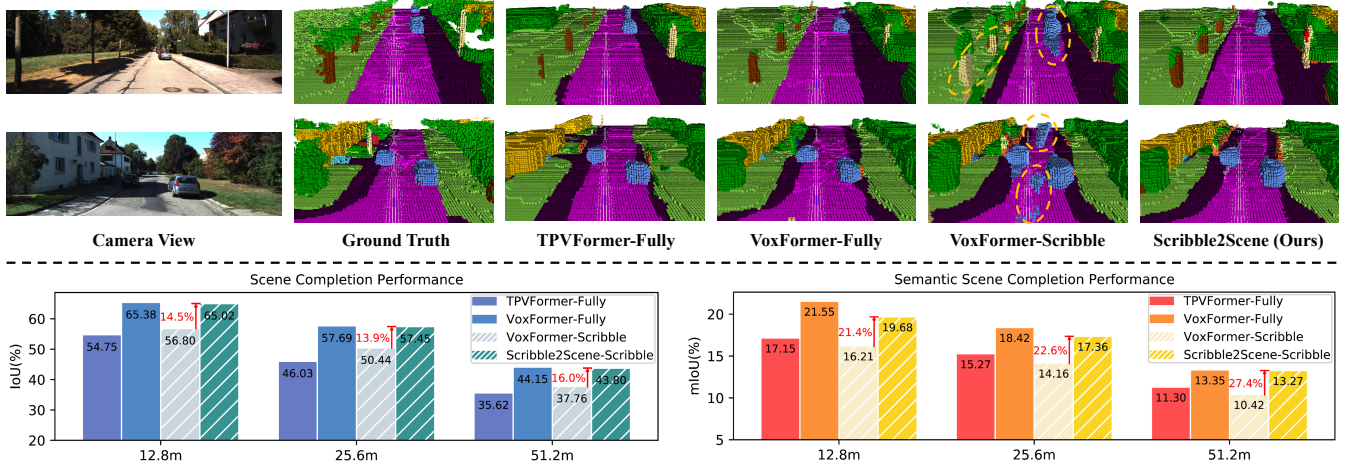 Camera View
Ground Truth
TPVFormer-Fully
VoxFormer-Fully
VoxFormer-Scribble
Scribble2Scene (Ours)
Scene Completion Performance
IoU(%)
60
50
40
30
20
54.75
65.38
14.5%
56.80
65.02
46.03
57.69
13.9%
50.44
57.45
35.62
44.15
16.0%
37.76
43.80
TPVFormer-Fully
VoxFormer-Fully
VoxFormer-Scribble
Scribble2Scene-Scribble
12.8m
25.6m
51.2m
Semantic Scene Completion Performance
mIoU(%)
20
15
10
5
17.15
21.55
21.4%
16.21
19.68
15.27
18.42
22.6%
14.16
17.36
11.30
13.35
27.4%
10.42
13.27
TPVFormer-Fully
VoxFormer-Fully
VoxFormer-Scribble
Scribble2Scene-Scribble
12.8m
25.6m
51.2m